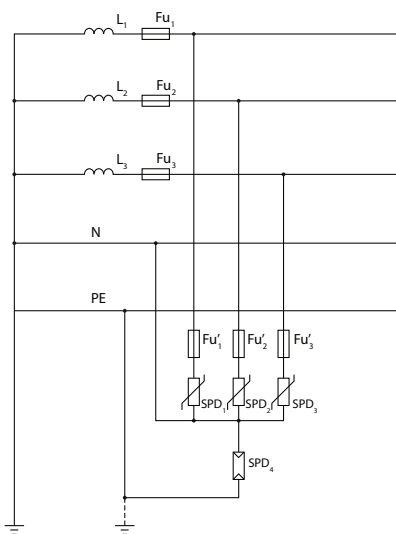 L₁ Fu₁
L₂ Fu₂
L₃ Fu₃
N
PE
Fu'₁ Fu'₂ Fu'₃
SPD₁ SPD₂ SPD₃
SPD₄